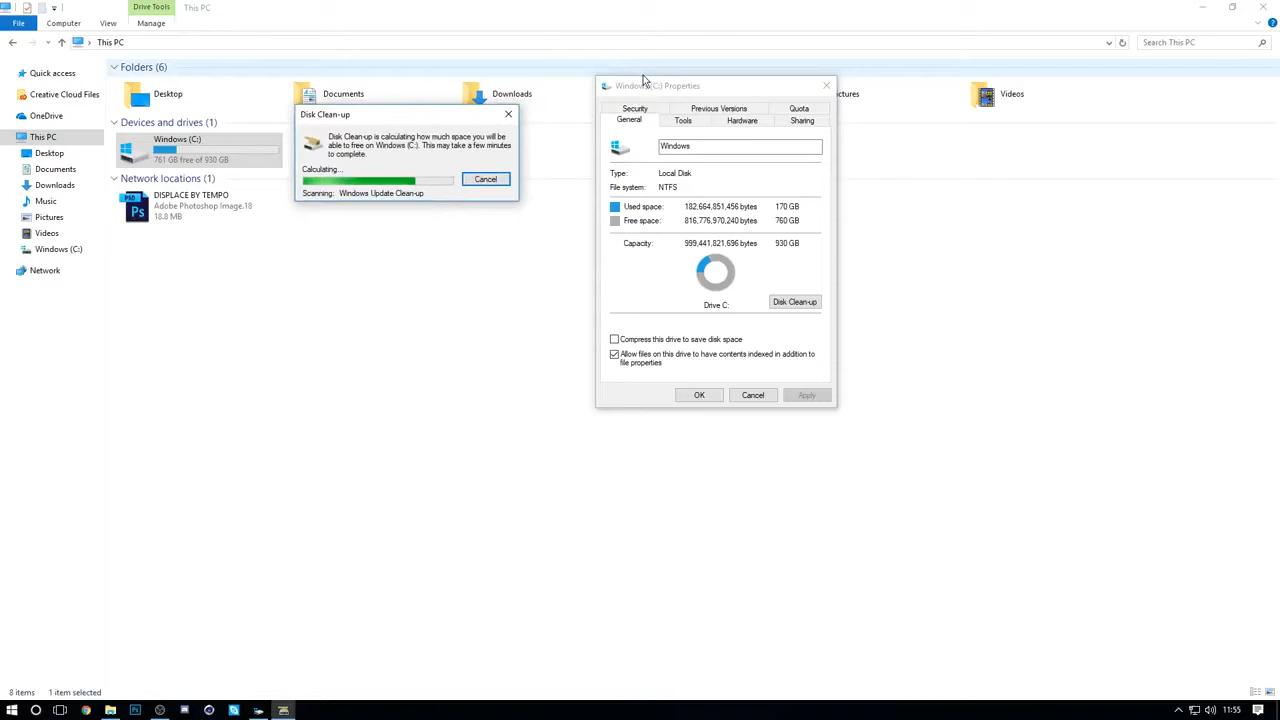 Drive Tools
This PC
File
Computer
View
Manage
This PC
Search This PC
Quick access
Creative Cloud Files
OneDrive
This PC
Desktop
Documents
Downloads
Music
Pictures
Videos
Windows (C:)
Network
Folders (6)
Desktop
Documents
Downloads
Videos
Devices and drives (1)
Windows (C:)
761 GB free of 930 GB
Network locations (1)
DISPLACE BY TEMPO
Adobe Photoshop Image.18
18.8 MB
Disk Clean-up
Disk Clean-up is calculating how much space you will be
able to free on Windows (C:). This may take a few minutes
to complete.
Calculating...
Cancel
Scanning: Windows Update Clean-up
Properties
Security
Previous Versions
Quota
General
Tools
Hardware
Sharing
Windows
Type: Local Disk
File system: NTFS
Used space: 182,664,851,456 bytes 170 GB
Free space: 816,776,970,240 bytes 760 GB
Capacity: 999,441,821,696 bytes 930 GB
Drive C:
Disk Clean-up
Compress this drive to save disk space
Allow files on this drive to have contents indexed in addition to
file properties
OK
Cancel
Apply
8 items
1 item selected
11:55